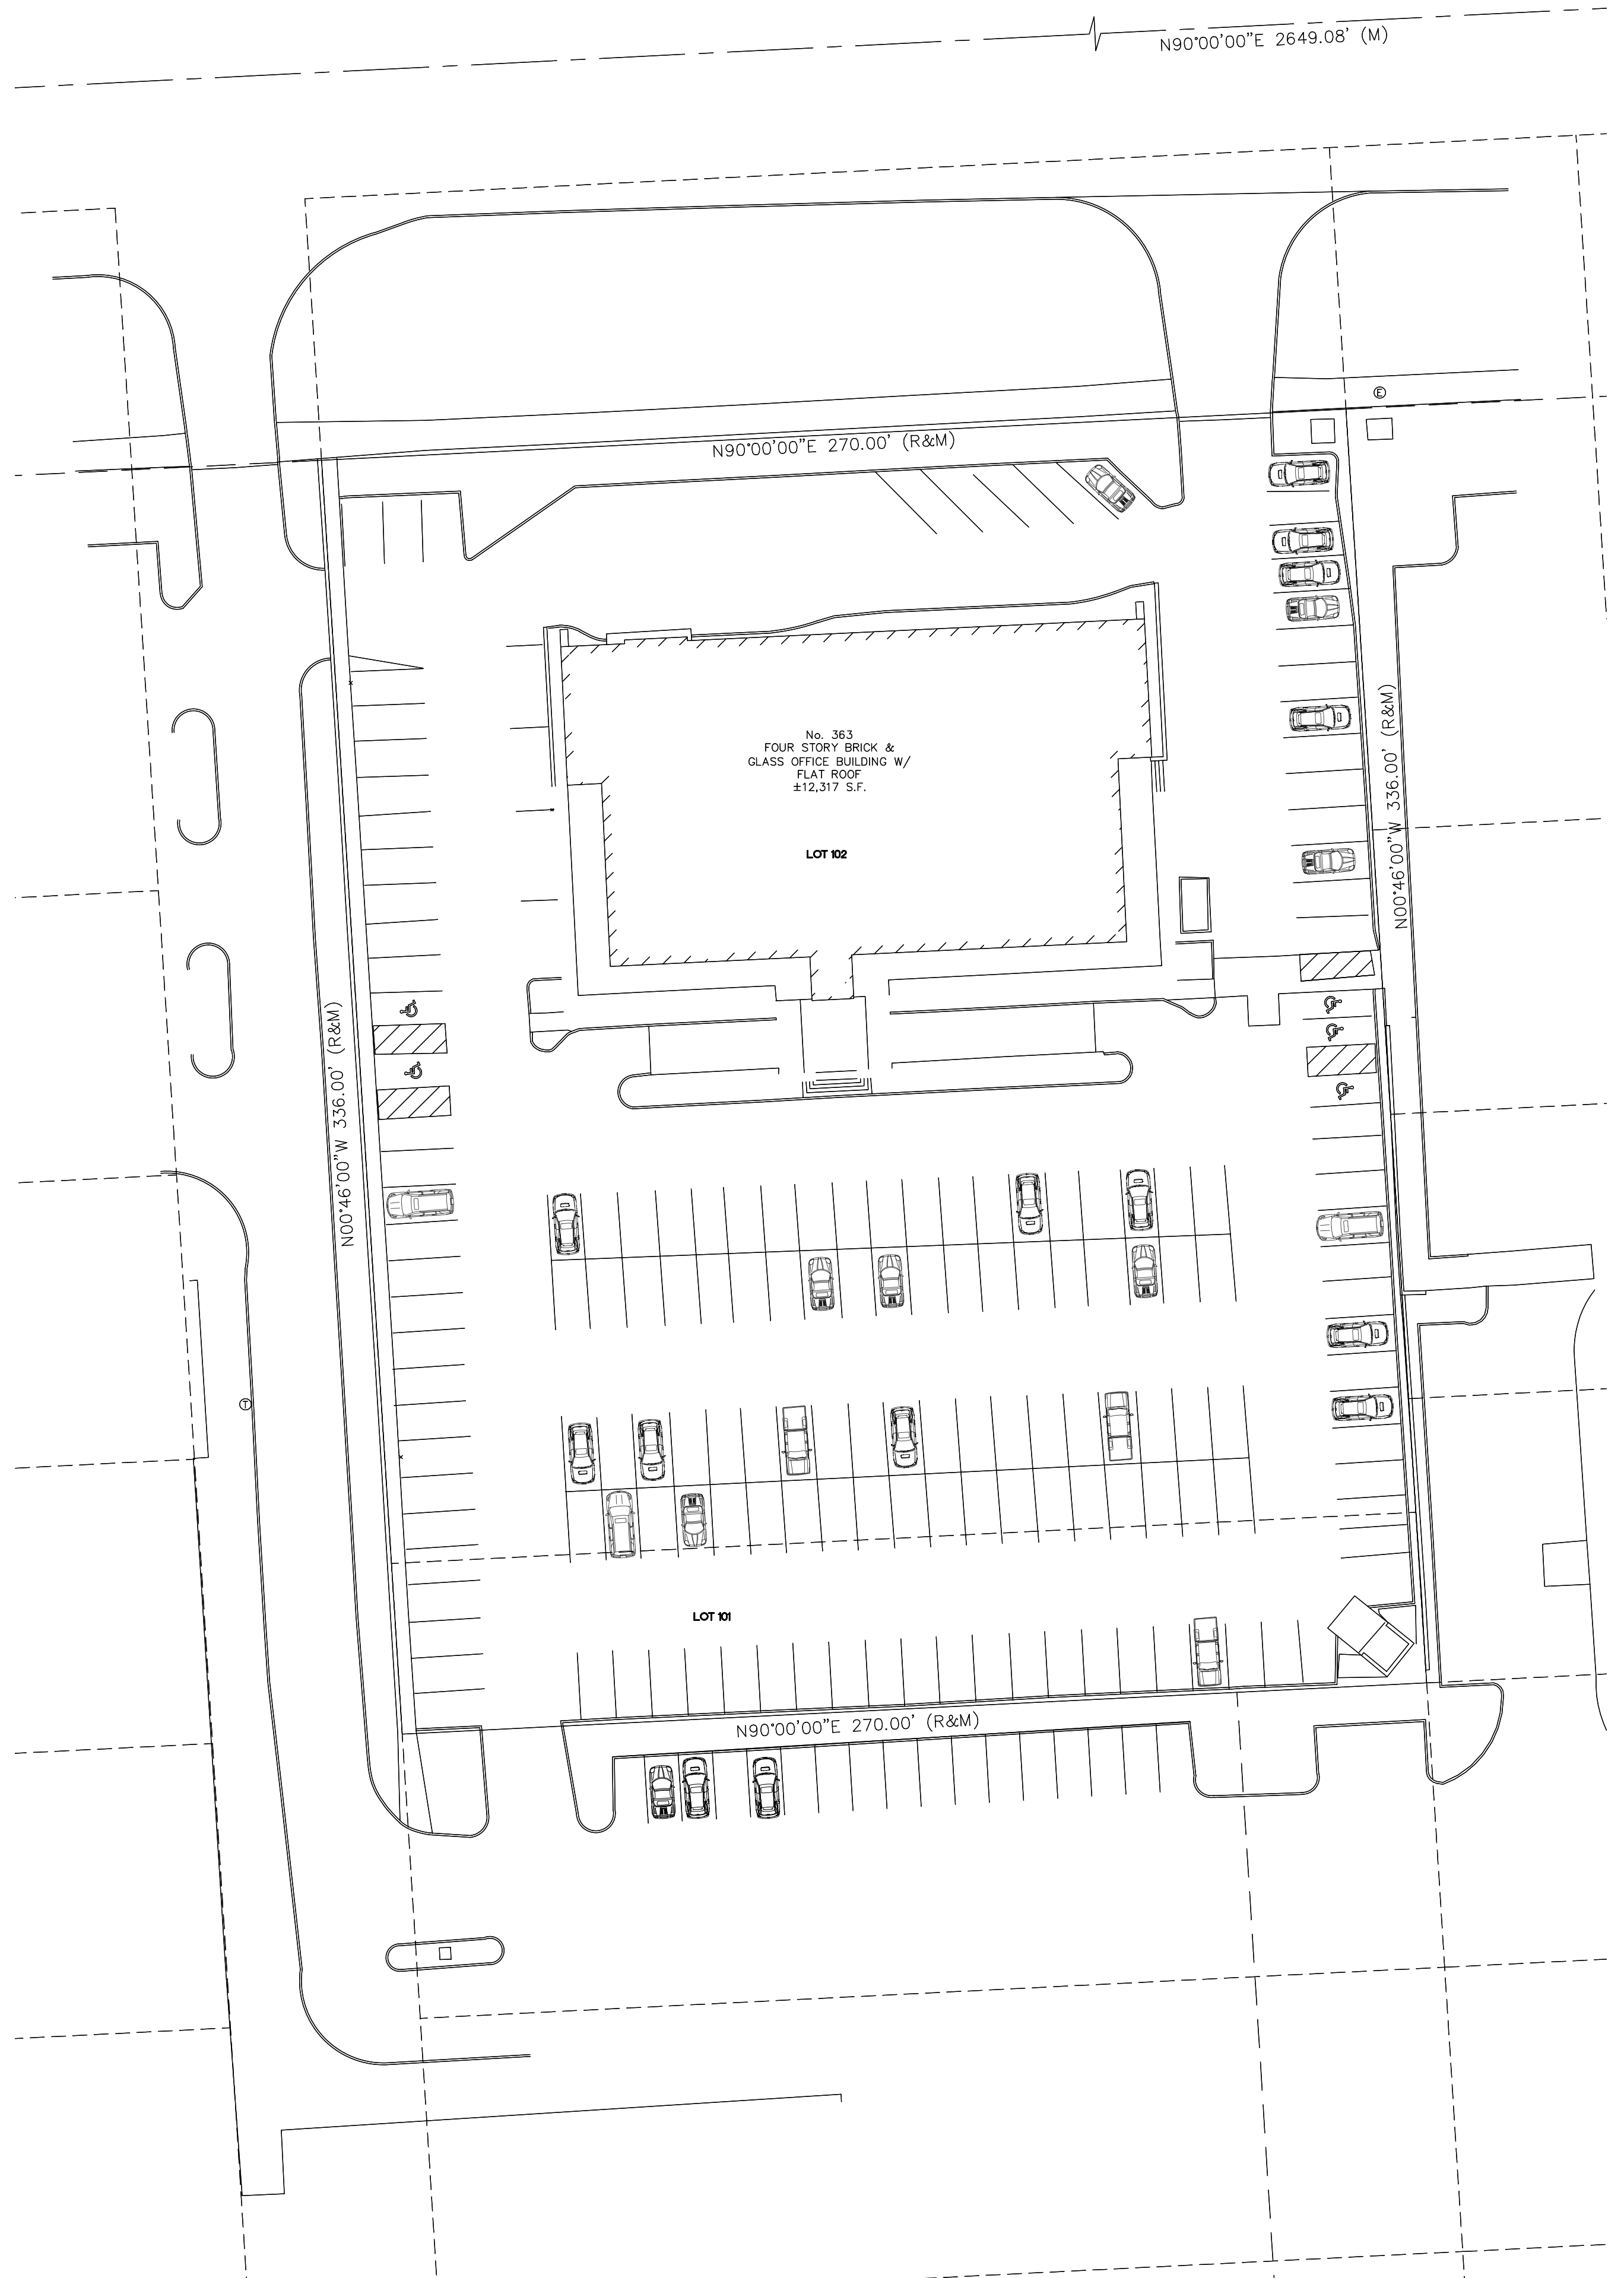 N90°00'00"E 2649.08' (M)
E
N90°00'00"E 270.00' (R&M)
N00°46'00"W 336.00' (R&M)
No. 363
FOUR STORY BRICK &
GLASS OFFICE BUILDING W/
FLAT ROOF
±12,317 S.F.
LOT 102
N00°46'00"W 336.00' (R&M)
T
LOT 101
N90°00'00"E 270.00' (R&M)